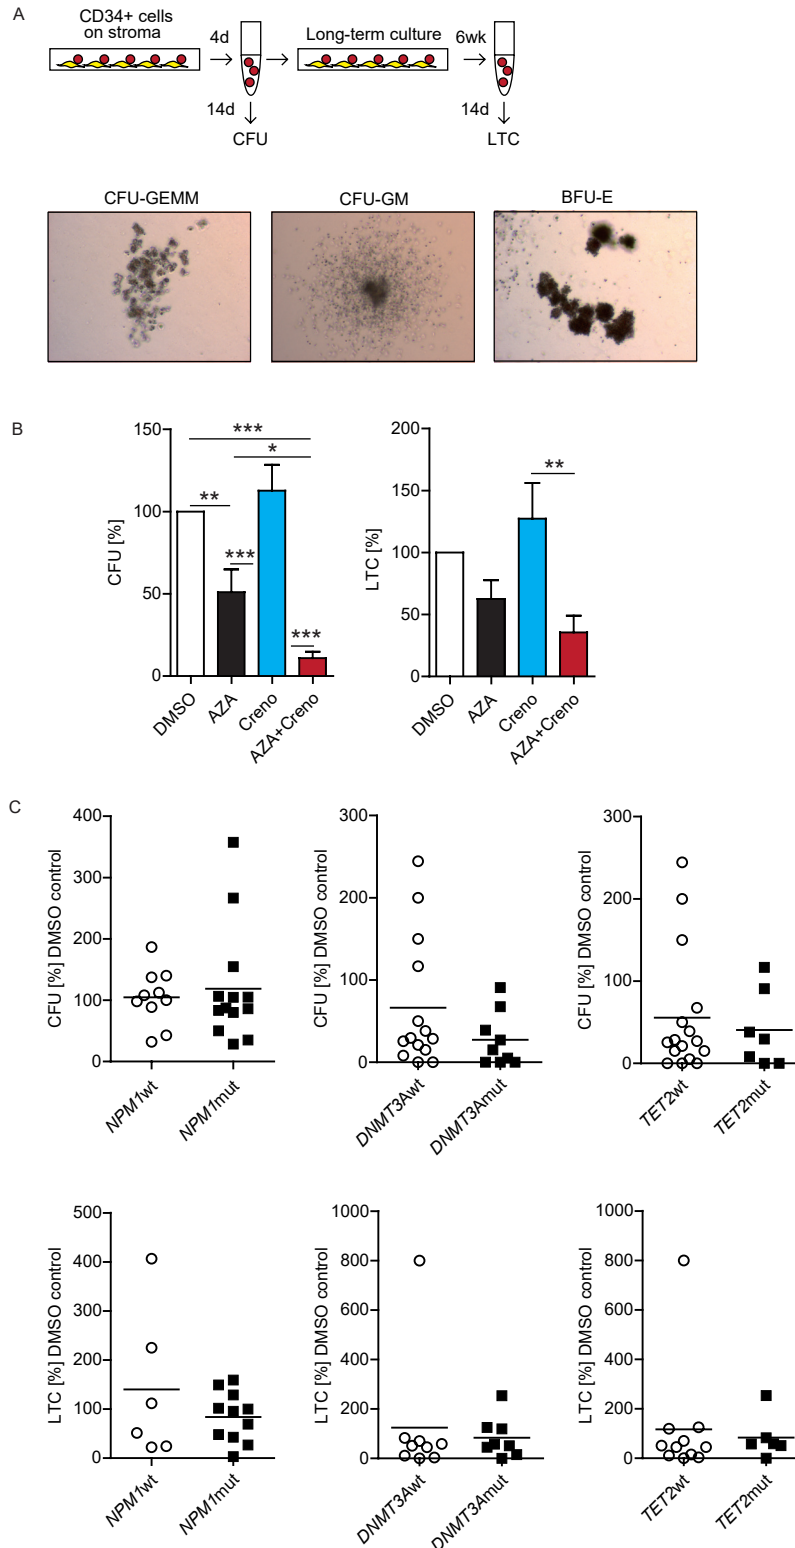 A
CD34+ cells
on stroma
4d
Long-term culture
6wk
14d
14d
CFU
LTC
CFU-GEMM
CFU-GM
BFU-E
B
CFU [%]
150
100
50
0
***
*
**
***
***
DMSO
AZA
Creno
AZA+Creno
LTC [%]
200
150
100
50
0
**
DMSO
AZA
Creno
AZA+Creno
C
CFU [%] DMSO control
400
300
200
100
0
NPM1wt
NPM1mut
CFU [%] DMSO control
300
200
100
0
DNMT3Awt
DNMT3Amut
CFU [%] DMSO control
300
200
100
0
TET2wt
TET2mut
LTC [%] DMSO control
500
400
300
200
100
0
NPM1wt
NPM1mut
LTC [%] DMSO control
1000
800
600
400
200
0
DNMT3Awt
DNMT3Amut
LTC [%] DMSO control
1000
800
600
400
200
0
TET2wt
TET2mut